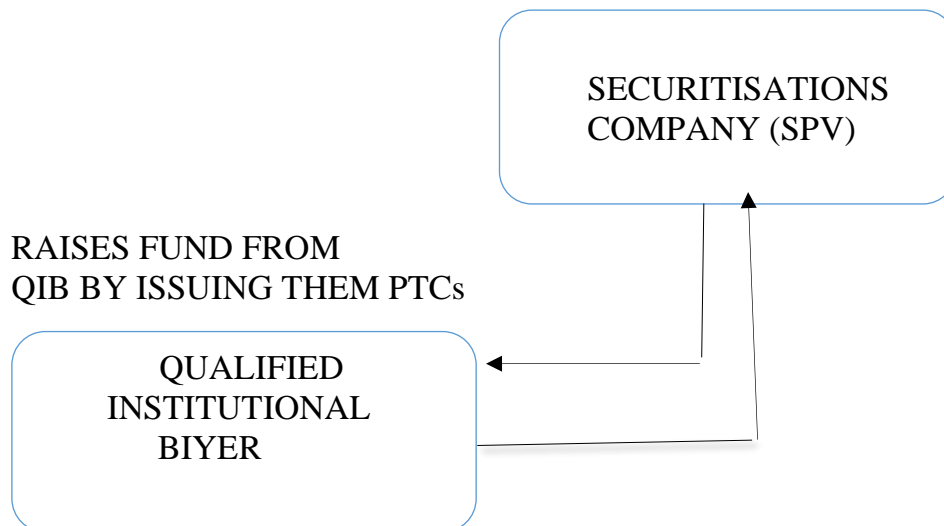 SECURITISATIONS
COMPANY (SPV)
RAISES FUND FROM
QIB BY ISSUING THEM PTCs
QUALIFIED
INSTITUTIONAL
BIYER